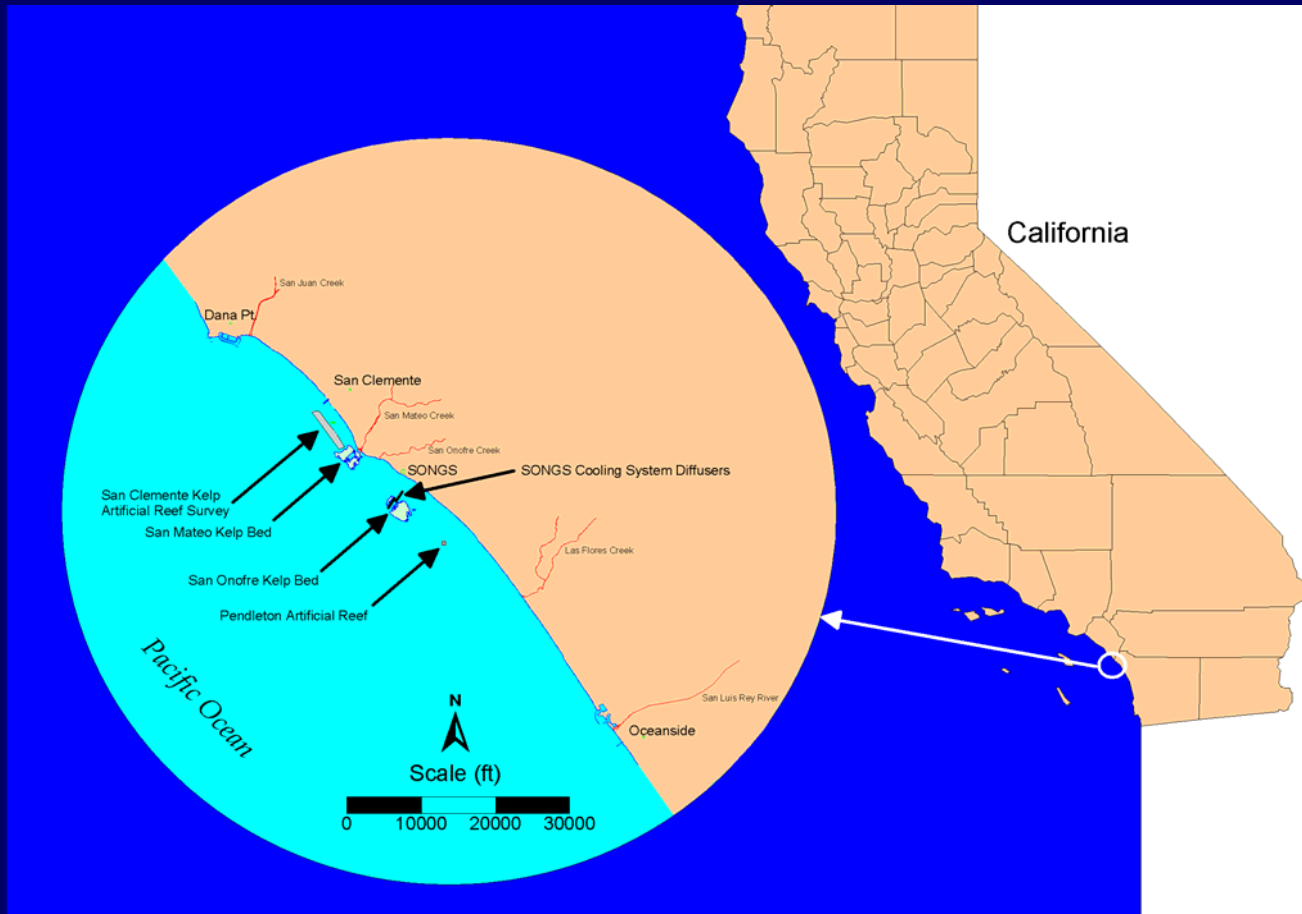 California
San Juan Creek
Dana Pt.
San Clemente
San Mateo Creek
San Onofre Creek
SONGS
SONGS Cooling System Diffusers
San Clemente Kelp
Artificial Reef Survey
San Mateo Kelp Bed
Las Flores Creek
San Onofre Kelp Bed
Pendleton Artificial Reef
Pacific Ocean
San Luis Rey River
Oceanside
N
Scale (ft)
0 10000 20000 30000